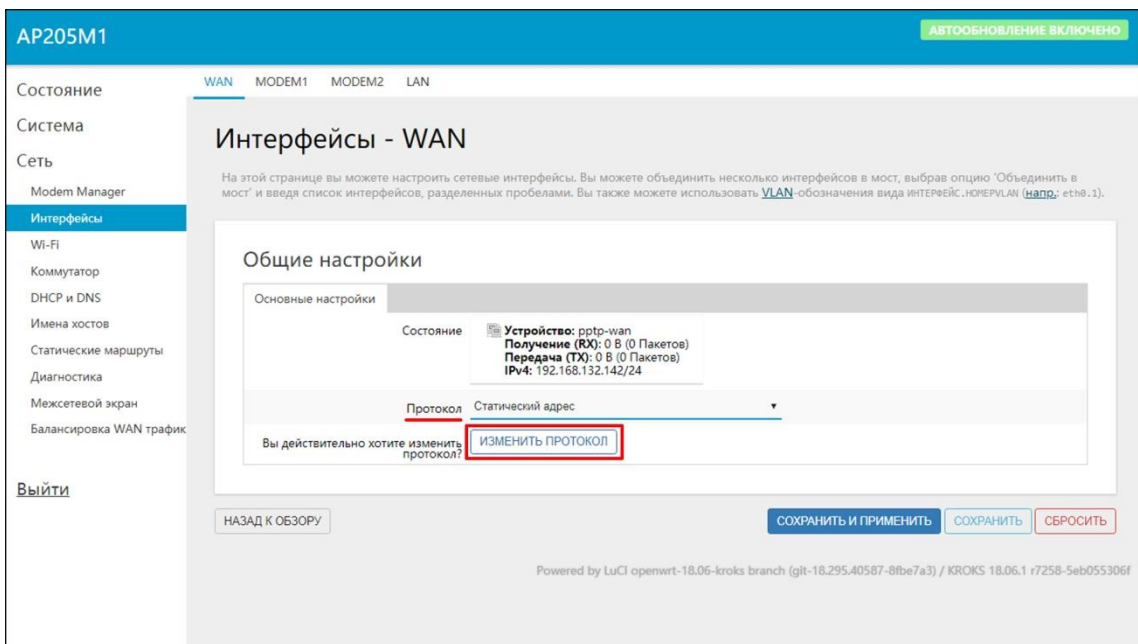 AP205M1
АВТООБНОВЛЕНИЕ ВКЛЮЧЕНО
Состояние
Система
Сеть
Modem Manager
Интерфейсы
Wi-Fi
Коммутатор
DHCP и DNS
Имена хостов
Статические маршруты
Диагностика
Межсетевой экран
Балансировка WAN трафик
Выйти
WAN MODEM1 MODEM2 LAN
Интерфейсы - WAN
На этой странице вы можете настроить сетевые интерфейсы. Вы можете объединить несколько интерфейсов в мост, выбрав опцию 'Объединить в
мост' и введя список интерфейсов, разделенных пробелами. Вы также можете использовать VLAN-обозначения вида ИНТЕРФЕЙС.НОМЕРVLAN (напр.: eth0.1).
Общие настройки
Основные настройки
Состояние
Устройство: pptp-wan
Получение (RX): 0 B (0 Пакетов)
Передача (TX): 0 B (0 Пакетов)
IPv4: 192.168.132.142/24
Протокол Статический адрес
Вы действительно хотите изменить
протокол?
ИЗМЕНИТЬ ПРОТОКОЛ
НАЗАД К ОБЗОРУ
СОХРАНИТЬ И ПРИМЕНИТЬ СОХРАНИТЬ СБРОСИТЬ
Powered by LuCI openwrt-18.06-kroks branch (git-18.295.40587-8fbe7a3) / KROKS 18.06.1 r7258-5eb055306f